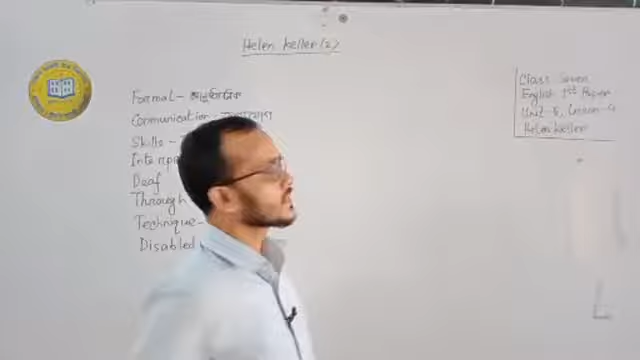 Helen Keller (2)
Formal - আনুষ্ঠানিক
Communication - যোগাযোগ
Skills -
Deaf
Through
Technique -
Disabled
Class Seven
English 1st Paper
Unit - 6, Lesson -
Helen Keller